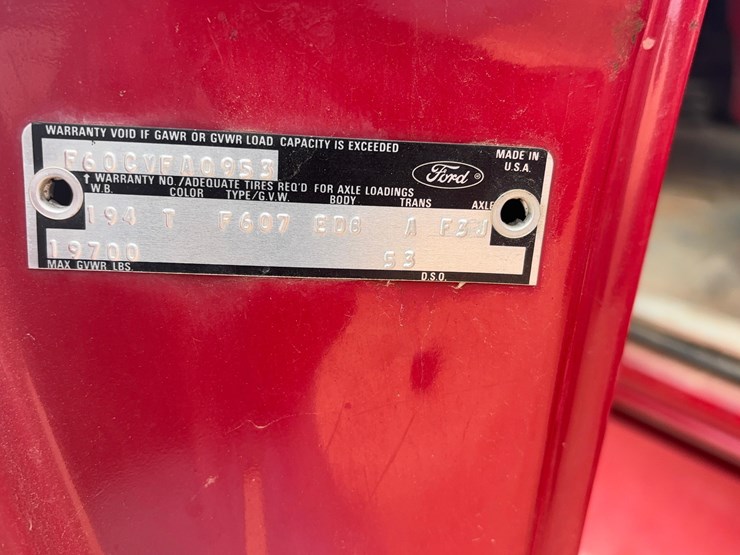 WARRANTY VOID IF GAWR OR GVWR LOAD CAPACITY IS EXCEEDED
F60CVFA0953
Ford ®
MADE IN
U.S.A.
† WARRANTY NO./ADEQUATE TIRES REQ'D FOR AXLE LOADINGS
W.B. COLOR TYPE/G.V.W. BODY TRANS AXLE
194 T F607 A
19700 53
MAX GVWR LBS. D.S.O.